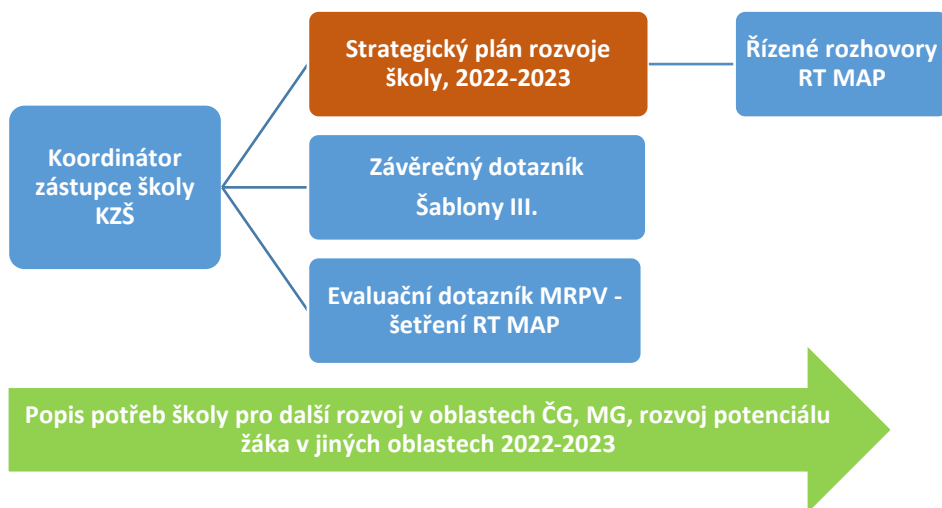 Koordinátor
zástupce školy
KZŠ
Strategický plán rozvoje
školy, 2022-2023
Řízené rozhovory
RT MAP
Závěrečný dotazník
Šablony III.
Evaluační dotazník MRPV -
šetření RT MAP
Popis potřeb školy pro další rozvoj v oblastech ČG, MG, rozvoj potenciálu
žáka v jiných oblastech 2022-2023